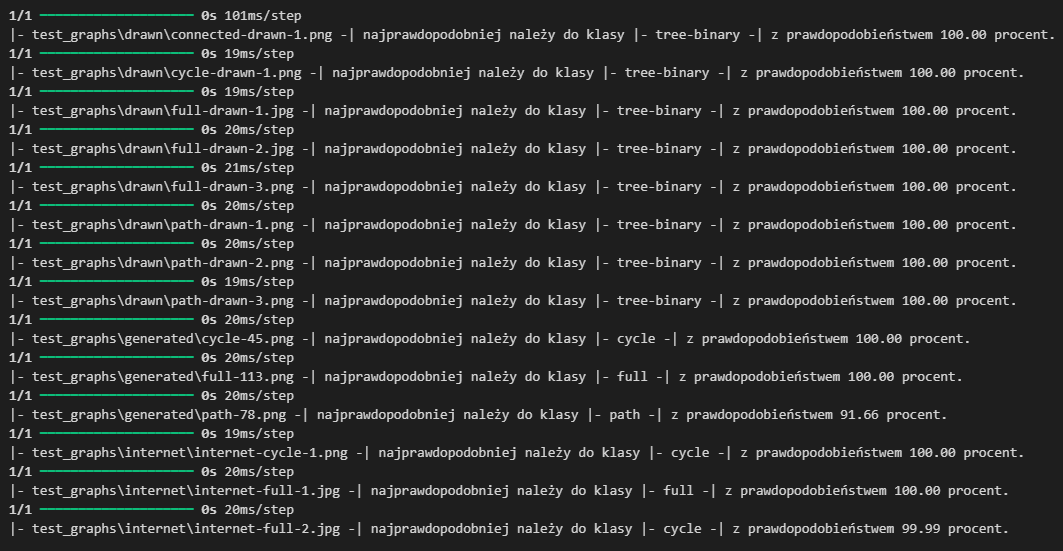 1/1 ━━━━━━━━━━━━━━━━━━━━ 0s 101ms/step
|- test_graphs\drawn\connected-drawn-1.png -| najprawdopodobniej należy do klasy |- tree-binary -| z prawdopodobieństwem 100.00 procent.
1/1 ━━━━━━━━━━━━━━━━━━━━ 0s 19ms/step
|- test_graphs\drawn\cycle-drawn-1.png -| najprawdopodobniej należy do klasy |- tree-binary -| z prawdopodobieństwem 100.00 procent.
1/1 ━━━━━━━━━━━━━━━━━━━━ 0s 19ms/step
|- test_graphs\drawn\full-drawn-1.jpg -| najprawdopodobniej należy do klasy |- tree-binary -| z prawdopodobieństwem 100.00 procent.
1/1 ━━━━━━━━━━━━━━━━━━━━ 0s 20ms/step
|- test_graphs\drawn\full-drawn-2.jpg -| najprawdopodobniej należy do klasy |- tree-binary -| z prawdopodobieństwem 100.00 procent.
1/1 ━━━━━━━━━━━━━━━━━━━━ 0s 21ms/step
|- test_graphs\drawn\full-drawn-3.png -| najprawdopodobniej należy do klasy |- tree-binary -| z prawdopodobieństwem 100.00 procent.
1/1 ━━━━━━━━━━━━━━━━━━━━ 0s 20ms/step
|- test_graphs\drawn\path-drawn-1.png -| najprawdopodobniej należy do klasy |- tree-binary -| z prawdopodobieństwem 100.00 procent.
1/1 ━━━━━━━━━━━━━━━━━━━━ 0s 20ms/step
|- test_graphs\drawn\path-drawn-2.png -| najprawdopodobniej należy do klasy |- tree-binary -| z prawdopodobieństwem 100.00 procent.
1/1 ━━━━━━━━━━━━━━━━━━━━ 0s 19ms/step
|- test_graphs\drawn\path-drawn-3.png -| najprawdopodobniej należy do klasy |- tree-binary -| z prawdopodobieństwem 100.00 procent.
1/1 ━━━━━━━━━━━━━━━━━━━━ 0s 20ms/step
|- test_graphs\generated\cycle-45.png -| najprawdopodobniej należy do klasy |- cycle -| z prawdopodobieństwem 100.00 procent.
1/1 ━━━━━━━━━━━━━━━━━━━━ 0s 20ms/step
|- test_graphs\generated\full-113.png -| najprawdopodobniej należy do klasy |- full -| z prawdopodobieństwem 100.00 procent.
1/1 ━━━━━━━━━━━━━━━━━━━━ 0s 20ms/step
|- test_graphs\generated\path-78.png -| najprawdopodobniej należy do klasy |- path -| z prawdopodobieństwem 91.66 procent.
1/1 ━━━━━━━━━━━━━━━━━━━━ 0s 19ms/step
|- test_graphs\internet\internet-cycle-1.png -| najprawdopodobniej należy do klasy |- cycle -| z prawdopodobieństwem 100.00 procent.
1/1 ━━━━━━━━━━━━━━━━━━━━ 0s 20ms/step
|- test_graphs\internet\internet-full-1.jpg -| najprawdopodobniej należy do klasy |- full -| z prawdopodobieństwem 100.00 procent.
1/1 ━━━━━━━━━━━━━━━━━━━━ 0s 20ms/step
|- test_graphs\internet\internet-full-2.jpg -| najprawdopodobniej należy do klasy |- cycle -| z prawdopodobieństwem 99.99 procent.